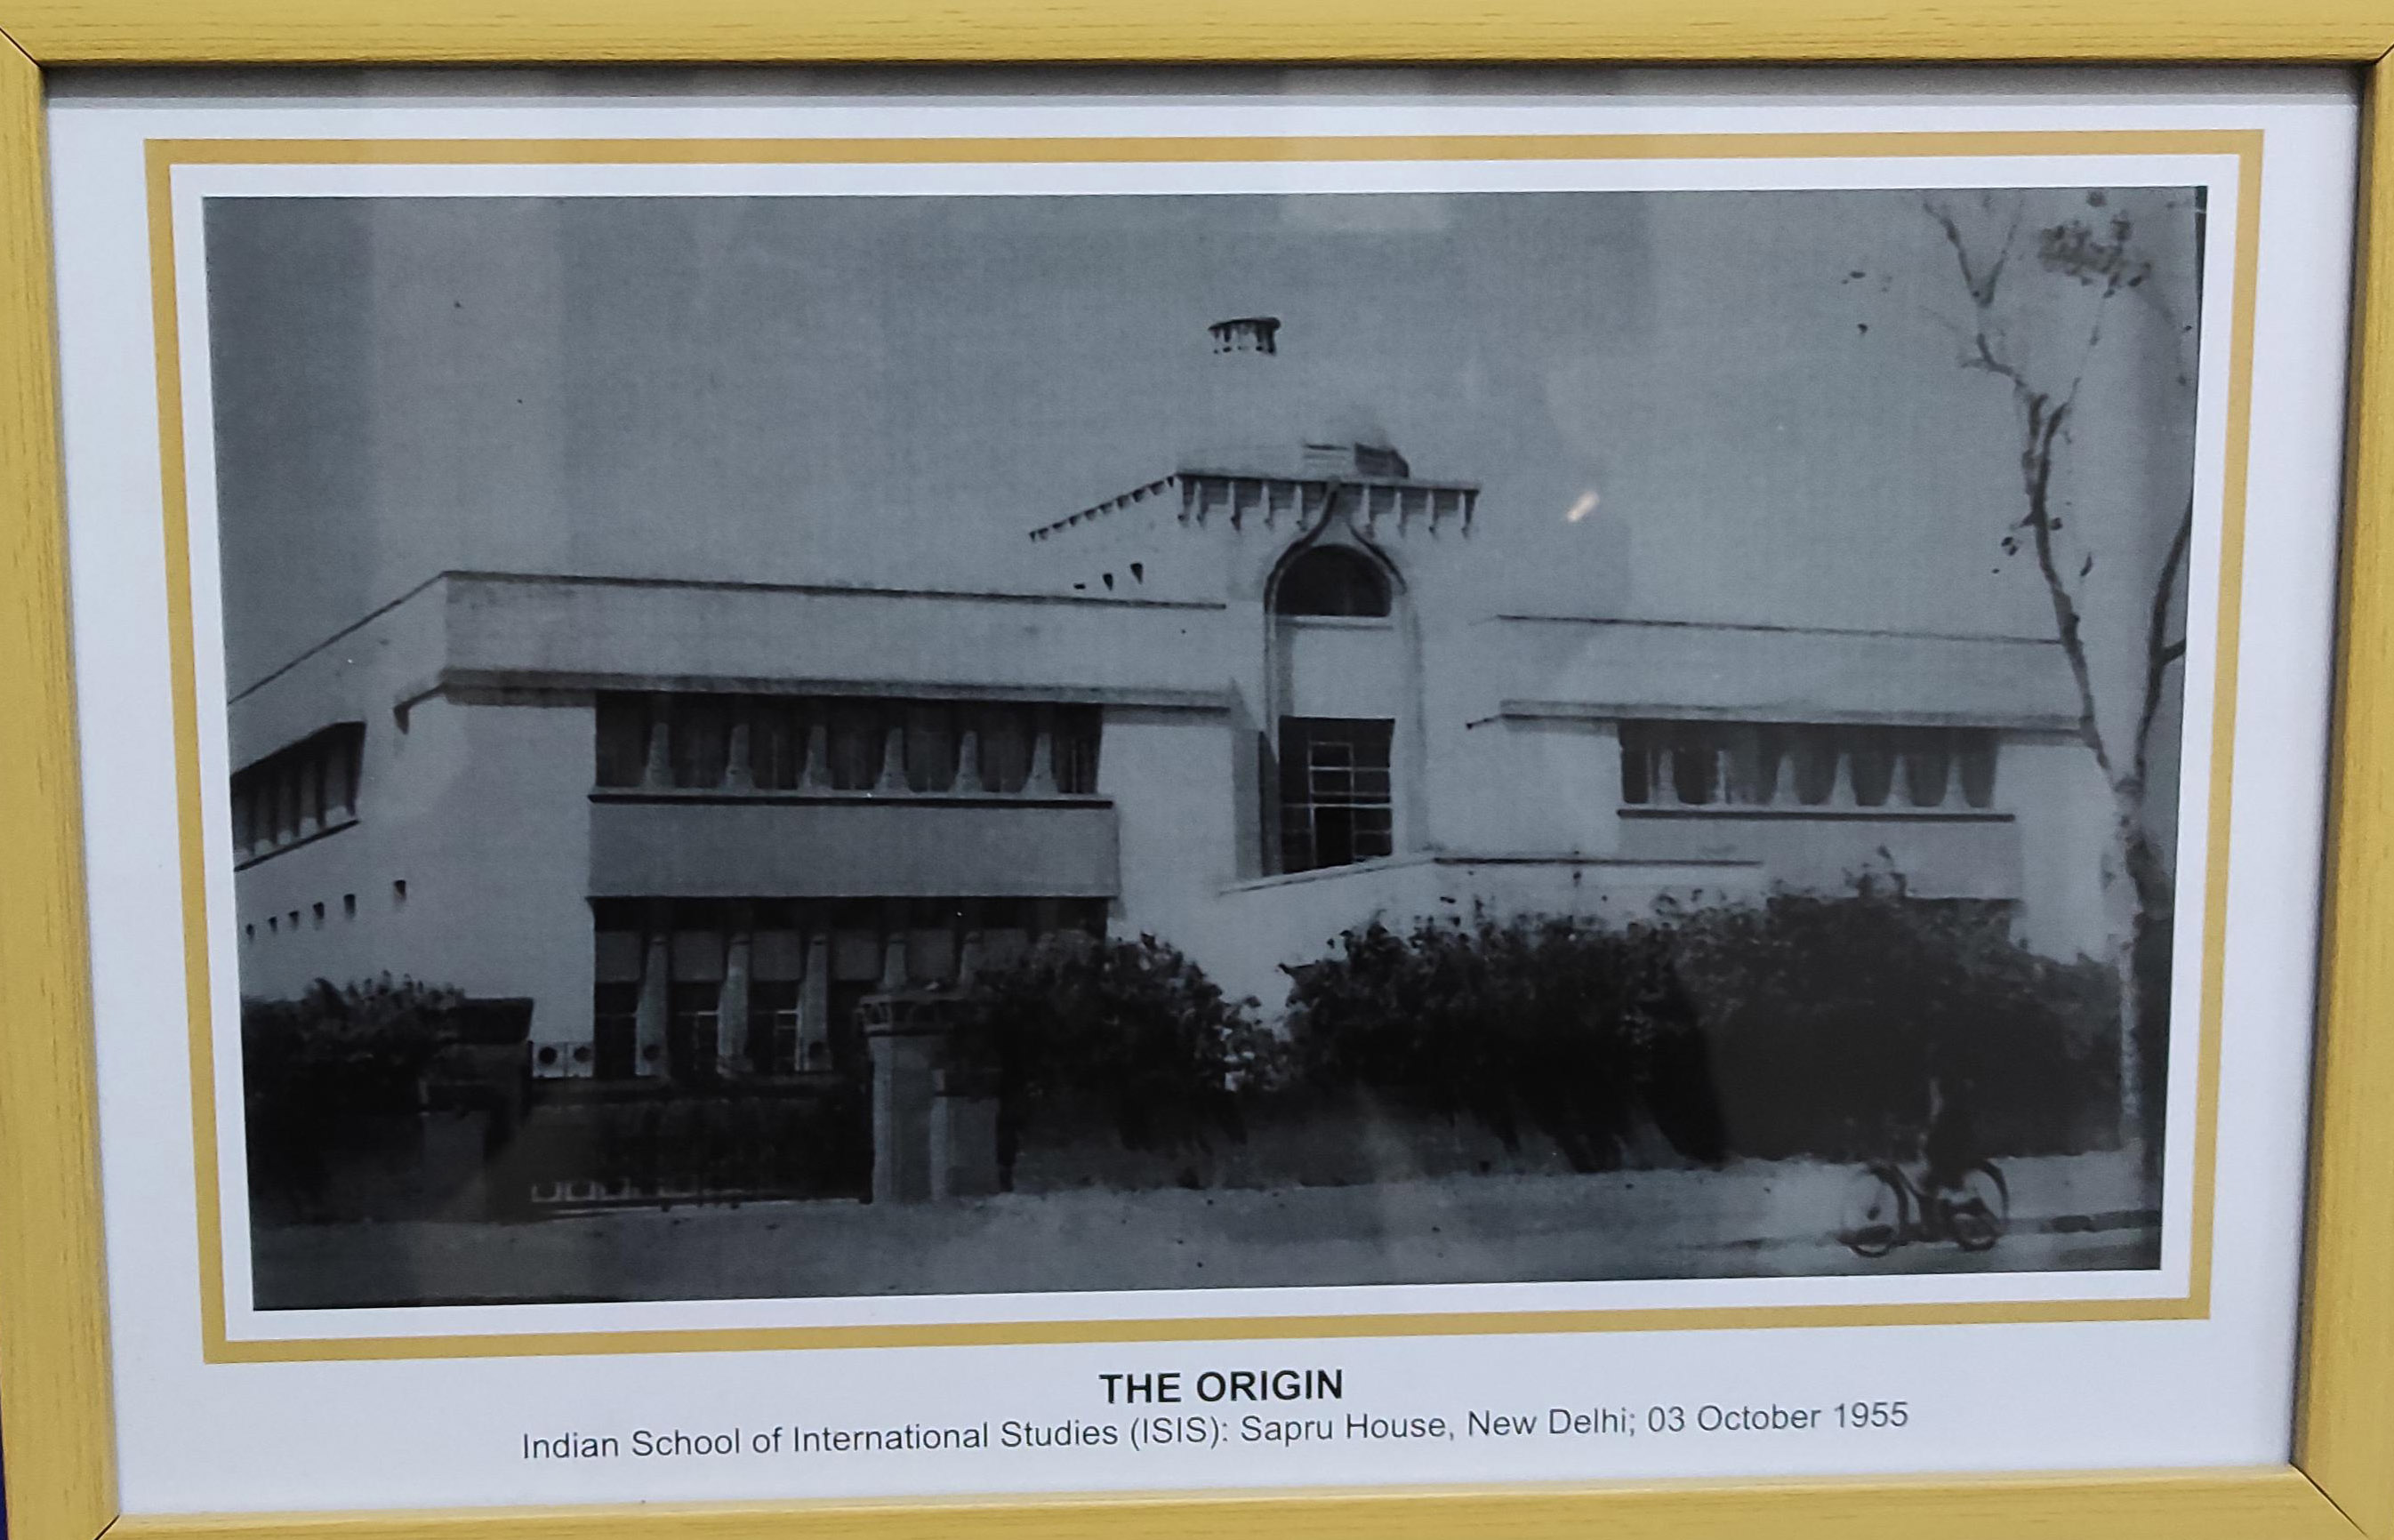 THE ORIGIN
Indian School of International Studies (ISIS): Sapru House, New Delhi; 03 October 1955